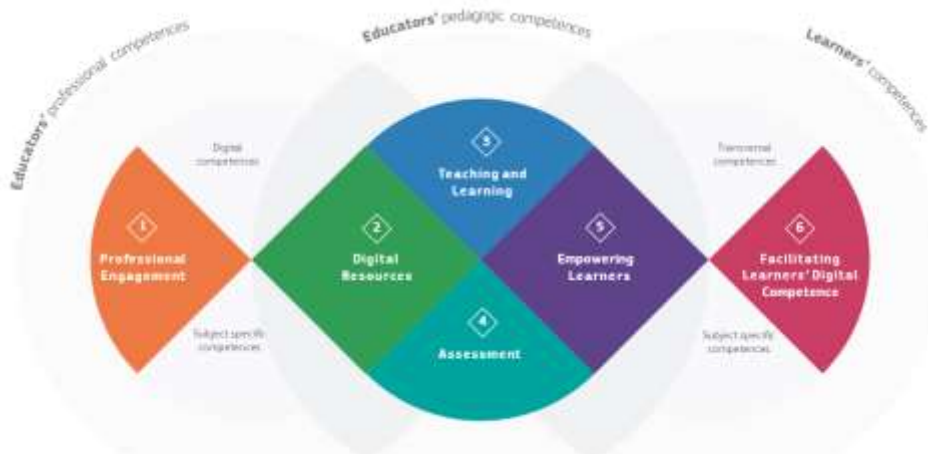 Educators' professional competences
Educators' pedagogic competences
Learners' competences
Digital
competences
Transversal
competences
1
Professional
Engagement
2
Digital
Resources
3
Teaching and
Learning
4
Assessment
5
Empowering
Learners
6
Facilitating
Learners' Digital
Competence
Subject specific
competences
Subject specific
competences